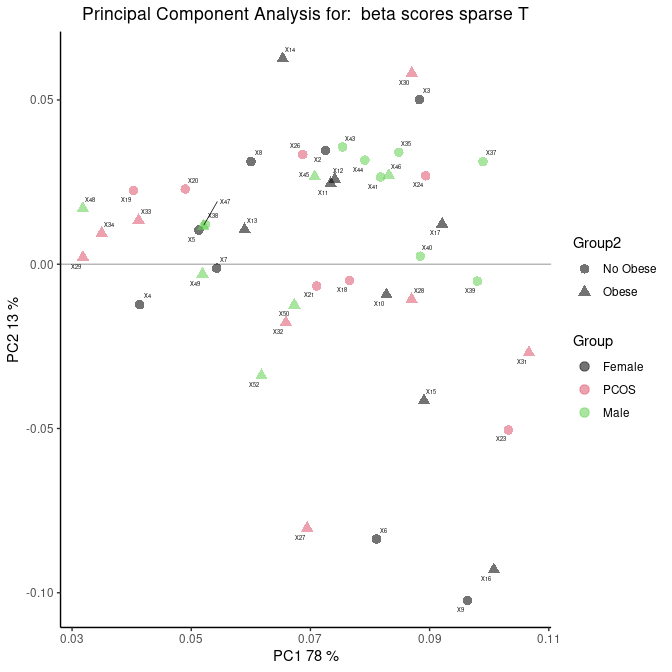 Principal Component Analysis for:  beta scores sparse T
X14
X30
X3
0.05
X43
X8
X26
X2
X35
X37
X44
X46
X12
X45
X11
X41
X24
X20
X19
X47
X48
X33
X38
X34
X13
X5
X17
X40
X29
X7
0.00
X49
X4
X21
X18
X10
X28
X39
X50
X32
X31
X52
X15
X23
-0.05
X27
X6
X16
X9
-0.10
0.03
0.05
0.07
0.09
0.11
PC1 78 %
PC2 13 %
Group2
No Obese
Obese
Group
Female
PCOS
Male